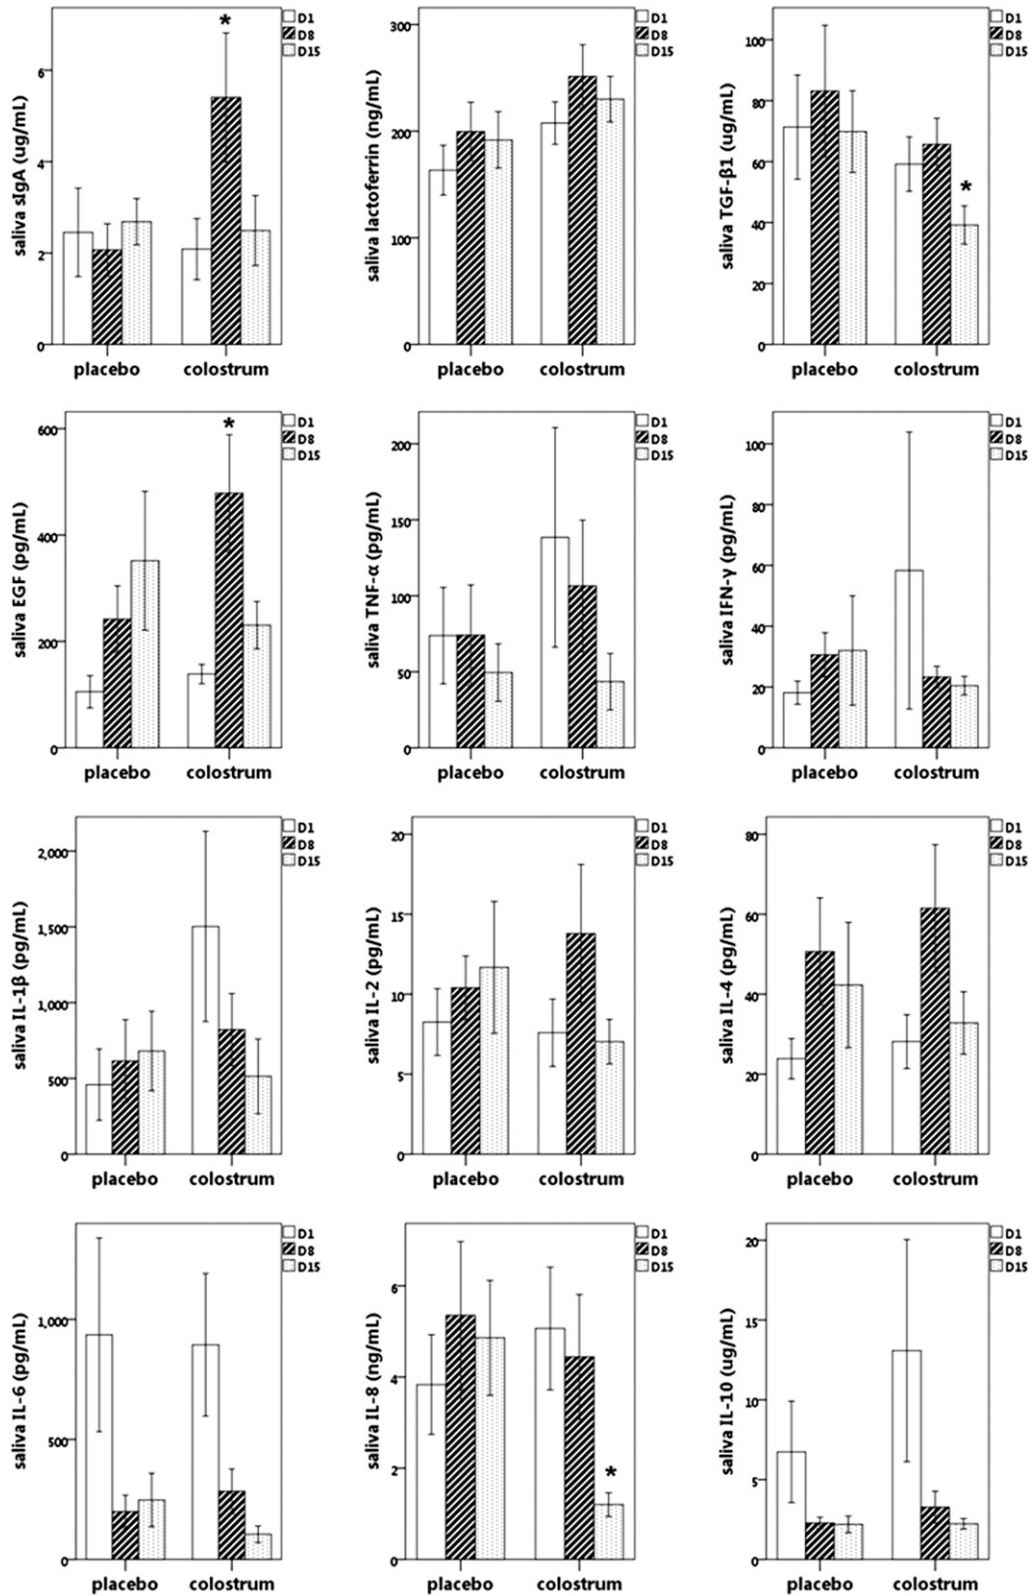 saliva sIgA (ug/mL)
6
4
2
0
*
placebo colostrum
D1
D8
D15
saliva lactoferrin (ng/mL)
300
200
100
0
placebo colostrum
D1
D8
D15
saliva TGF-β1 (ug/mL)
100
80
60
40
20
0
*
placebo colostrum
D1
D8
D15
saliva EGF (pg/mL)
600
400
200
0
*
placebo colostrum
D1
D8
D15
saliva TNF-α (pg/mL)
200
150
100
50
0
placebo colostrum
D1
D8
D15
saliva IFN-γ (pg/mL)
100
80
60
40
20
0
placebo colostrum
D1
D8
D15
saliva IL-1β (pg/mL)
2,000
1,500
1,000
500
0
placebo colostrum
D1
D8
D15
saliva IL-2 (pg/mL)
20
15
10
5
0
placebo colostrum
D1
D8
D15
saliva IL-4 (pg/mL)
80
60
40
20
0
placebo colostrum
D1
D8
D15
saliva IL-6 (pg/mL)
1,000
500
0
placebo colostrum
D1
D8
D15
saliva IL-8 (ng/mL)
6
4
2
0
*
placebo colostrum
D1
D8
D15
saliva IL-10 (ug/mL)
20
15
10
5
0
placebo colostrum
D1
D8
D15